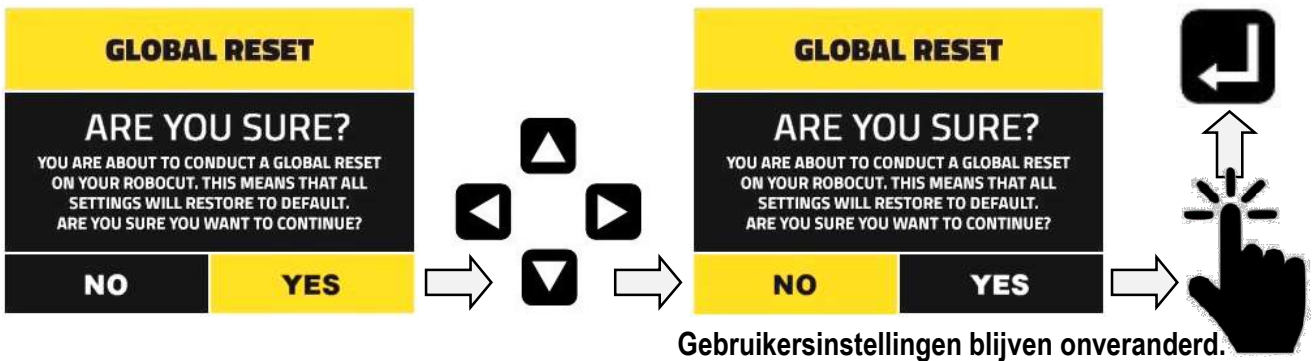 GLOBAL RESET
ARE YOU SURE?
YOU ARE ABOUT TO CONDUCT A GLOBAL RESET
ON YOUR ROBOCUT. THIS MEANS THAT ALL
SETTINGS WILL RESTORE TO DEFAULT.
ARE YOU SURE YOU WANT TO CONTINUE?
NO YES
GLOBAL RESET
ARE YOU SURE?
YOU ARE ABOUT TO CONDUCT A GLOBAL RESET
ON YOUR ROBOCUT. THIS MEANS THAT ALL
SETTINGS WILL RESTORE TO DEFAULT.
ARE YOU SURE YOU WANT TO CONTINUE?
NO YES
Gebruikersinstellingen blijven onveranderd.